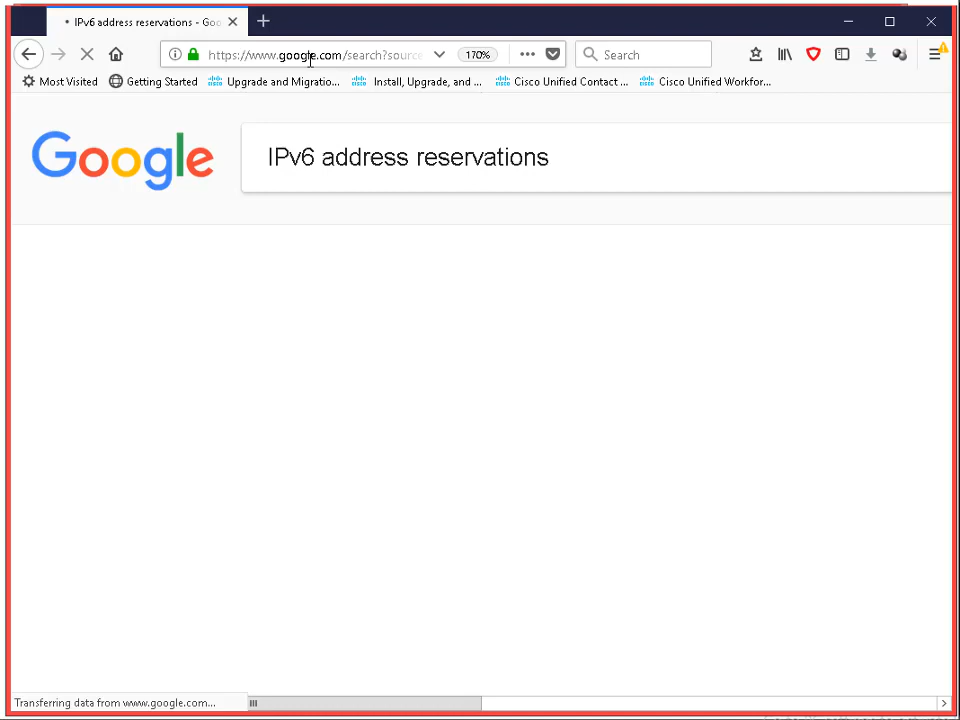 IPv6 address reservations - Goo
https://www.google.com/search?source
170%
Search
Most Visited
Getting Started
Upgrade and Migratio...
Install, Upgrade, and ...
Cisco Unified Contact ...
Cisco Unified Workfor...
Google
IPv6 address reservations
Transferring data from www.google.com...